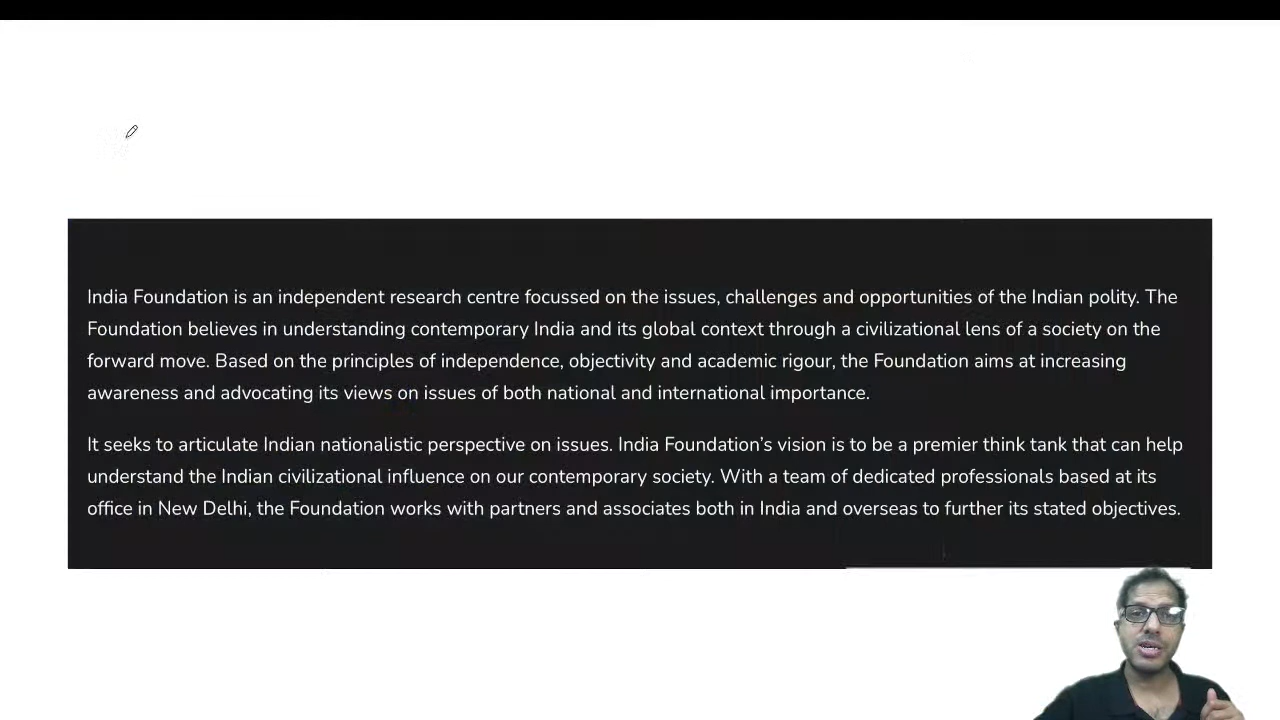 India Foundation is an independent research centre focussed on the issues, challenges and opportunities of the Indian polity. The
Foundation believes in understanding contemporary India and its global context through a civilizational lens of a society on the
forward move. Based on the principles of independence, objectivity and academic rigour, the Foundation aims at increasing
awareness and advocating its views on issues of both national and international importance.
It seeks to articulate Indian nationalistic perspective on issues. India Foundation’s vision is to be a premier think tank that can help
understand the Indian civilizational influence on our contemporary society. With a team of dedicated professionals based at its
office in New Delhi, the Foundation works with partners and associates both in India and overseas to further its stated objectives.